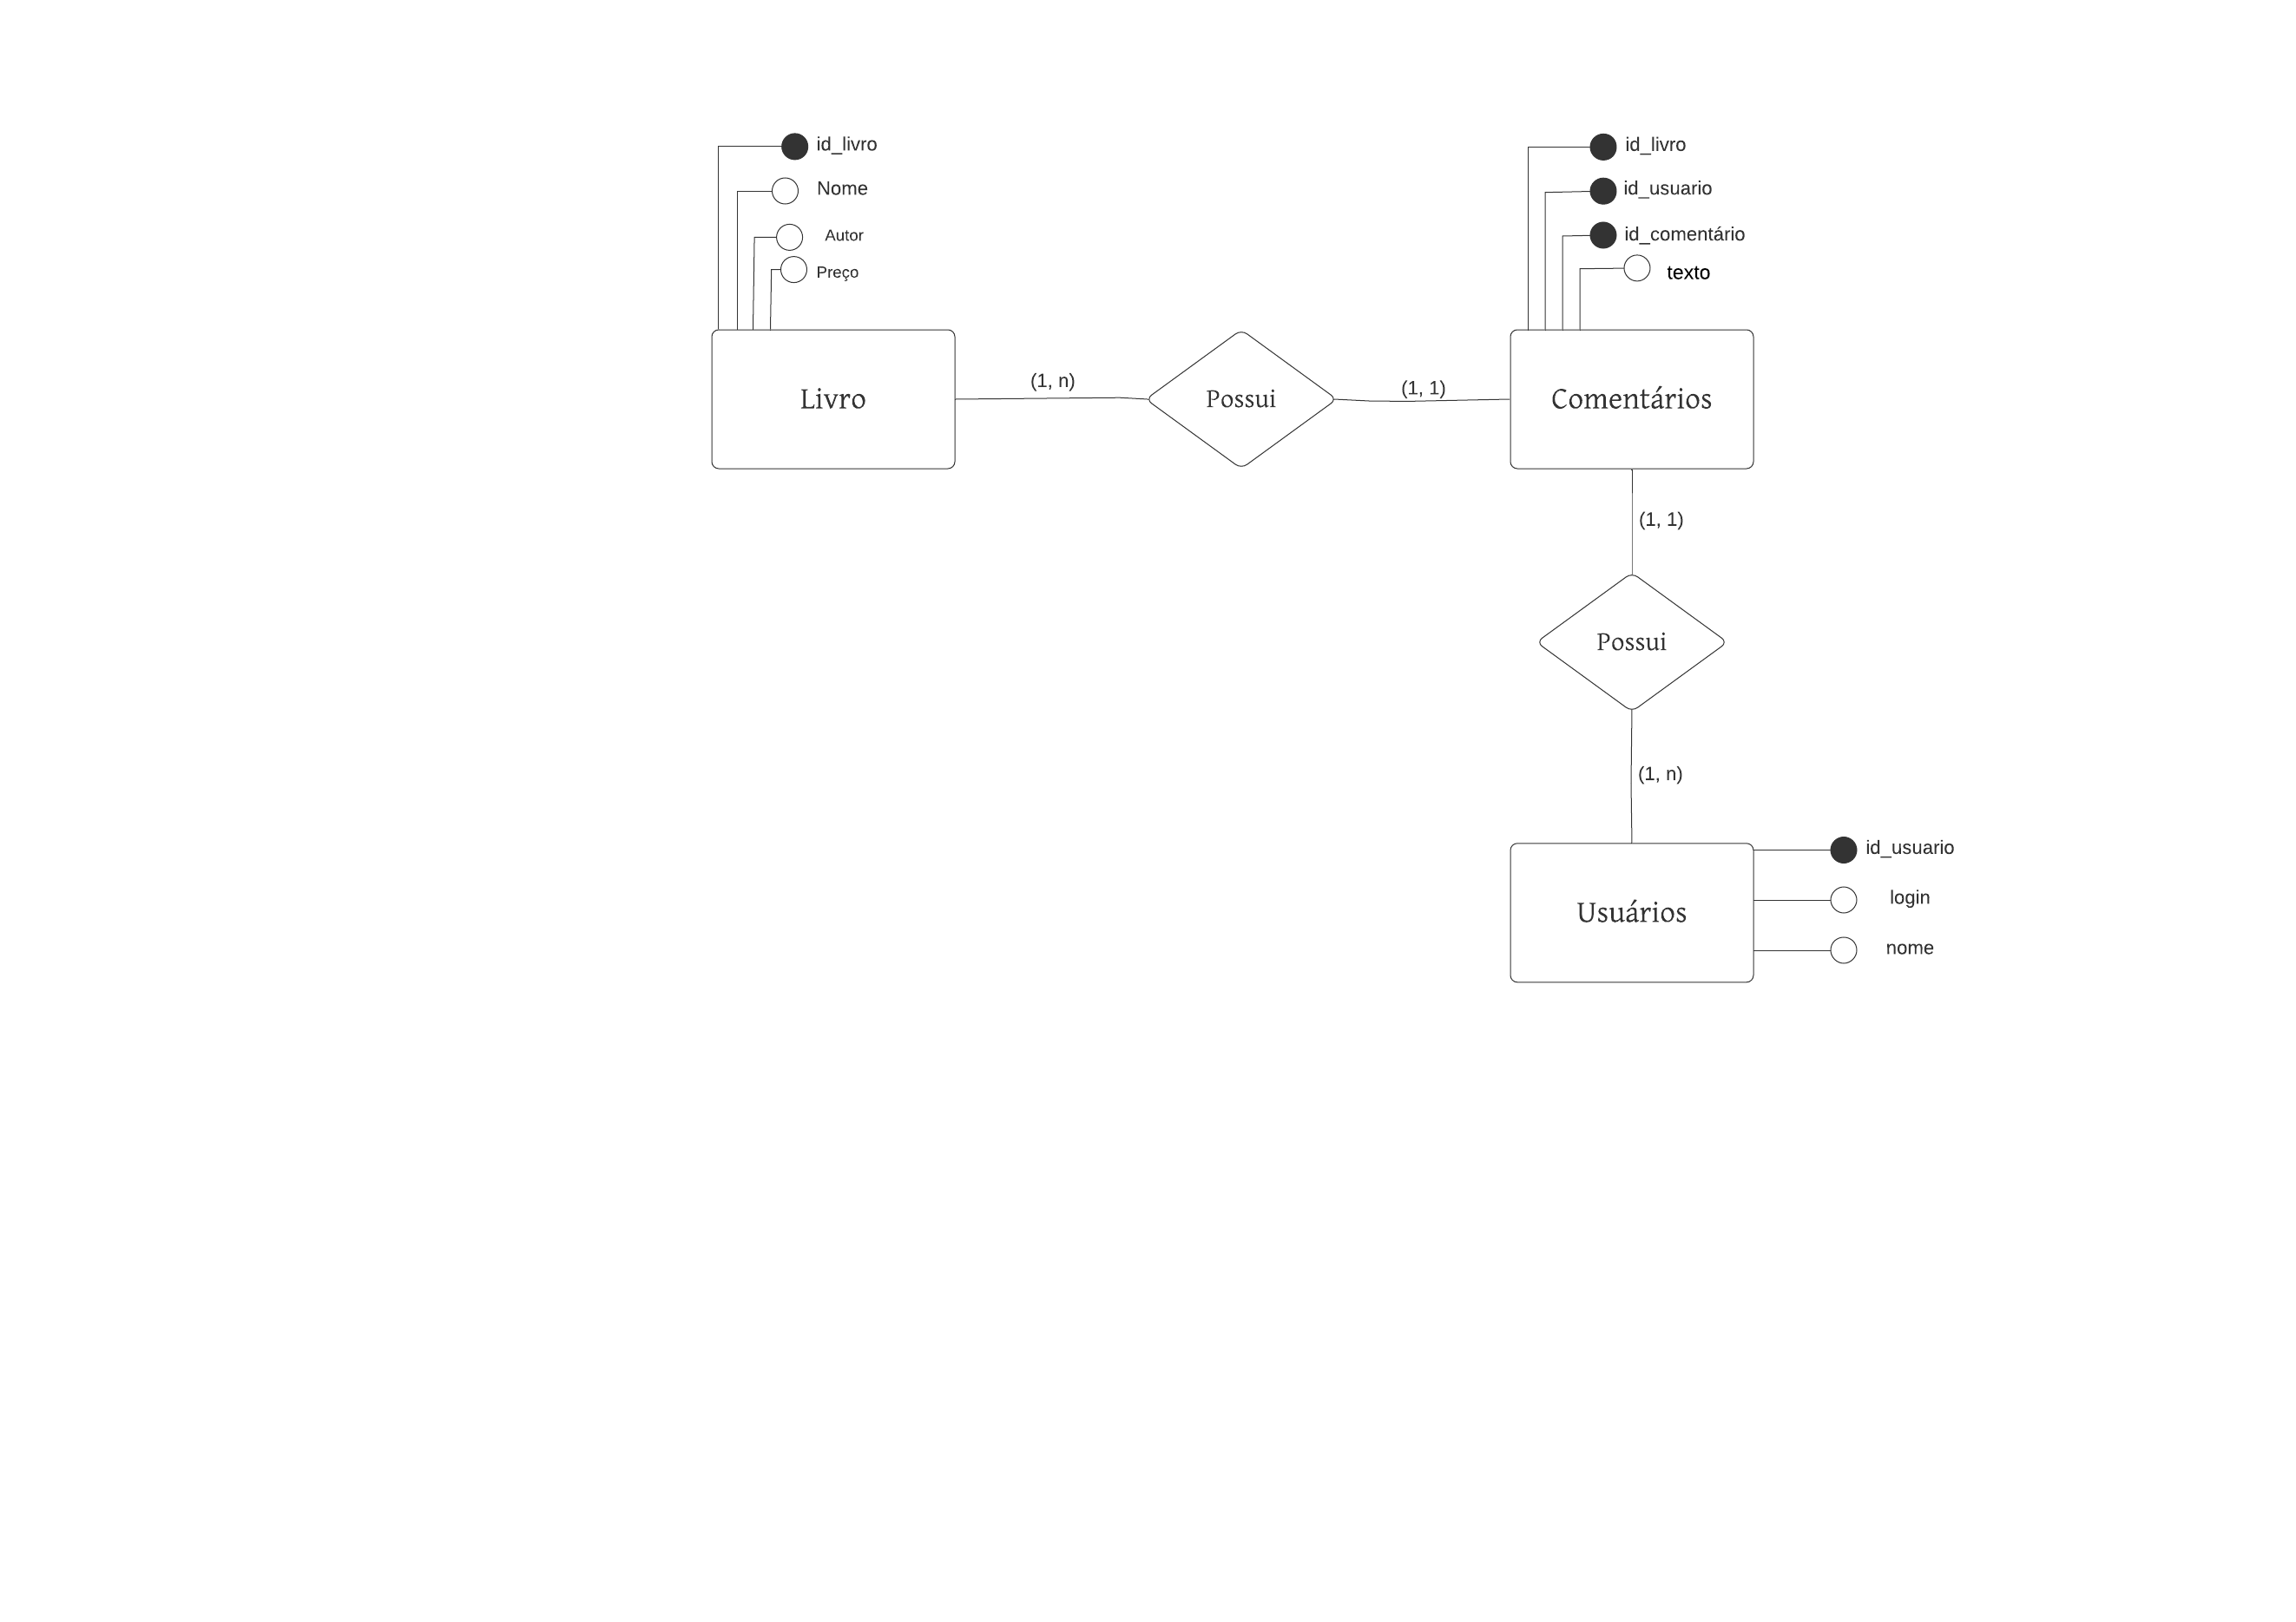 id_livro
Nome
Autor
Preço
id_livro
id_usuario
id_comentário
texto
Livro
(1, n)
Possui
(1, 1)
Comentários
(1, 1)
Possui
(1, n)
Usuários
id_usuario
login
nome